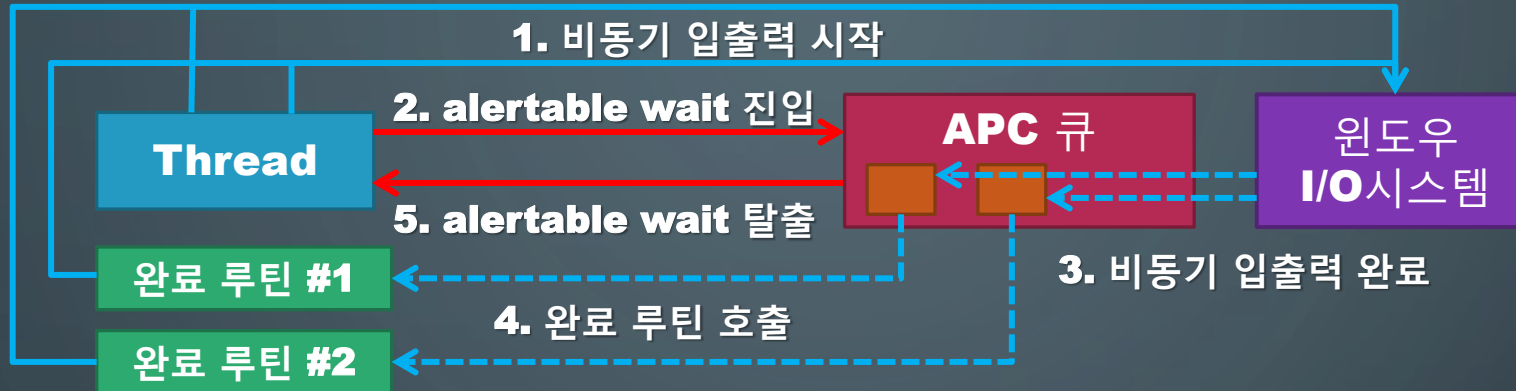 1. 비동기 입출력 시작
2. alertable wait 진입
Thread
APC 큐
윈도우
I/O시스템
5. alertable wait 탈출
완료 루틴 #1
3. 비동기 입출력 완료
4. 완료 루틴 호출
완료 루틴 #2